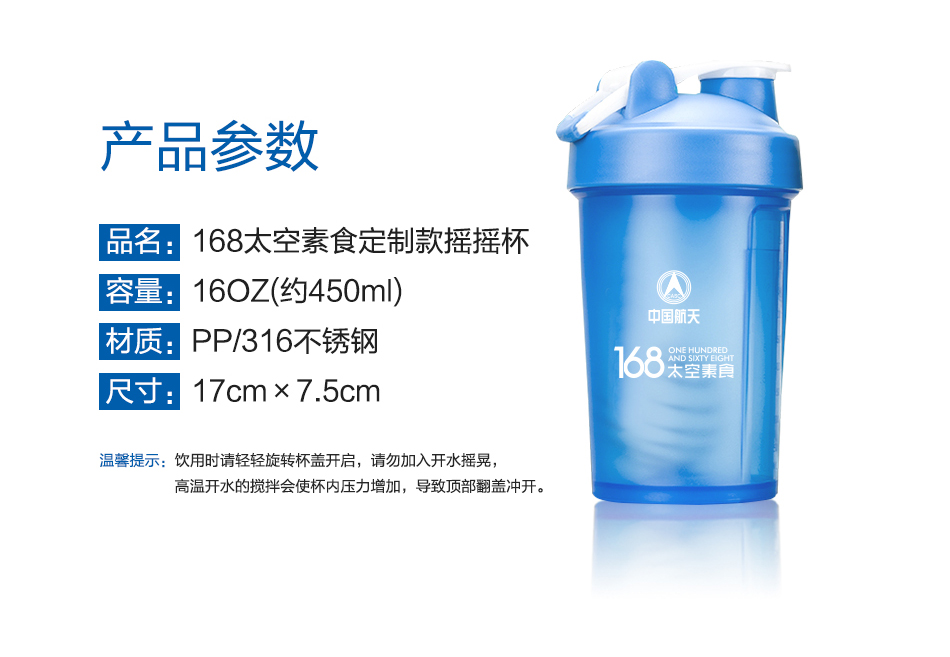 产品参数
品名： 168太空素食定制款摇摇杯
容量： 16OZ(约450ml)
材质： PP/316不锈钢
尺寸： 17cm×7.5cm
温馨提示：饮用时请轻轻旋转杯盖开启，请勿加入开水摇晃，
高温开水的搅拌会使杯内压力增加，导致顶部翻盖冲开。
中国航天
168 ONE HUNDRED
AND SIXTY EIGHT
太空素食